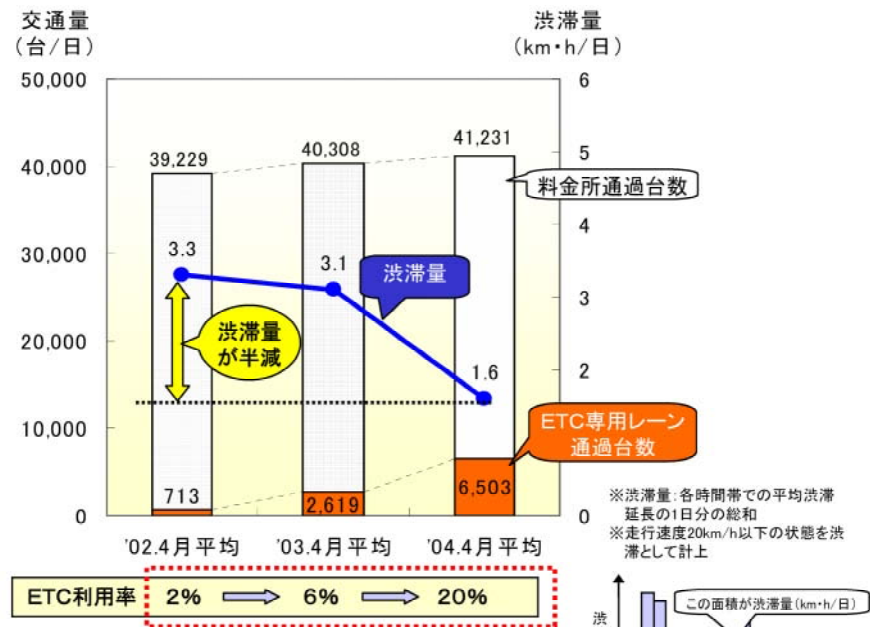 交通量
(台/日)
渋滞量
(km・h/日)
50,000
40,000
30,000
20,000
10,000
0
6
5
4
3
2
1
0
39,229
40,308
41,231
料金所通過台数
3.3
3.1
渋滞量
1.6
渋滞量
が半減
ETC専用レーン
通過台数
713
2,619
6,503
'02.4月平均
'03.4月平均
'04.4月平均
※渋滞量:各時間帯での平均渋滞
延長の1日分の総和
※走行速度20km/h以下の状態を渋
滞として計上
ETC利用率 2% 6% 20%
この面積が渋滞量(km・h/日)
渋